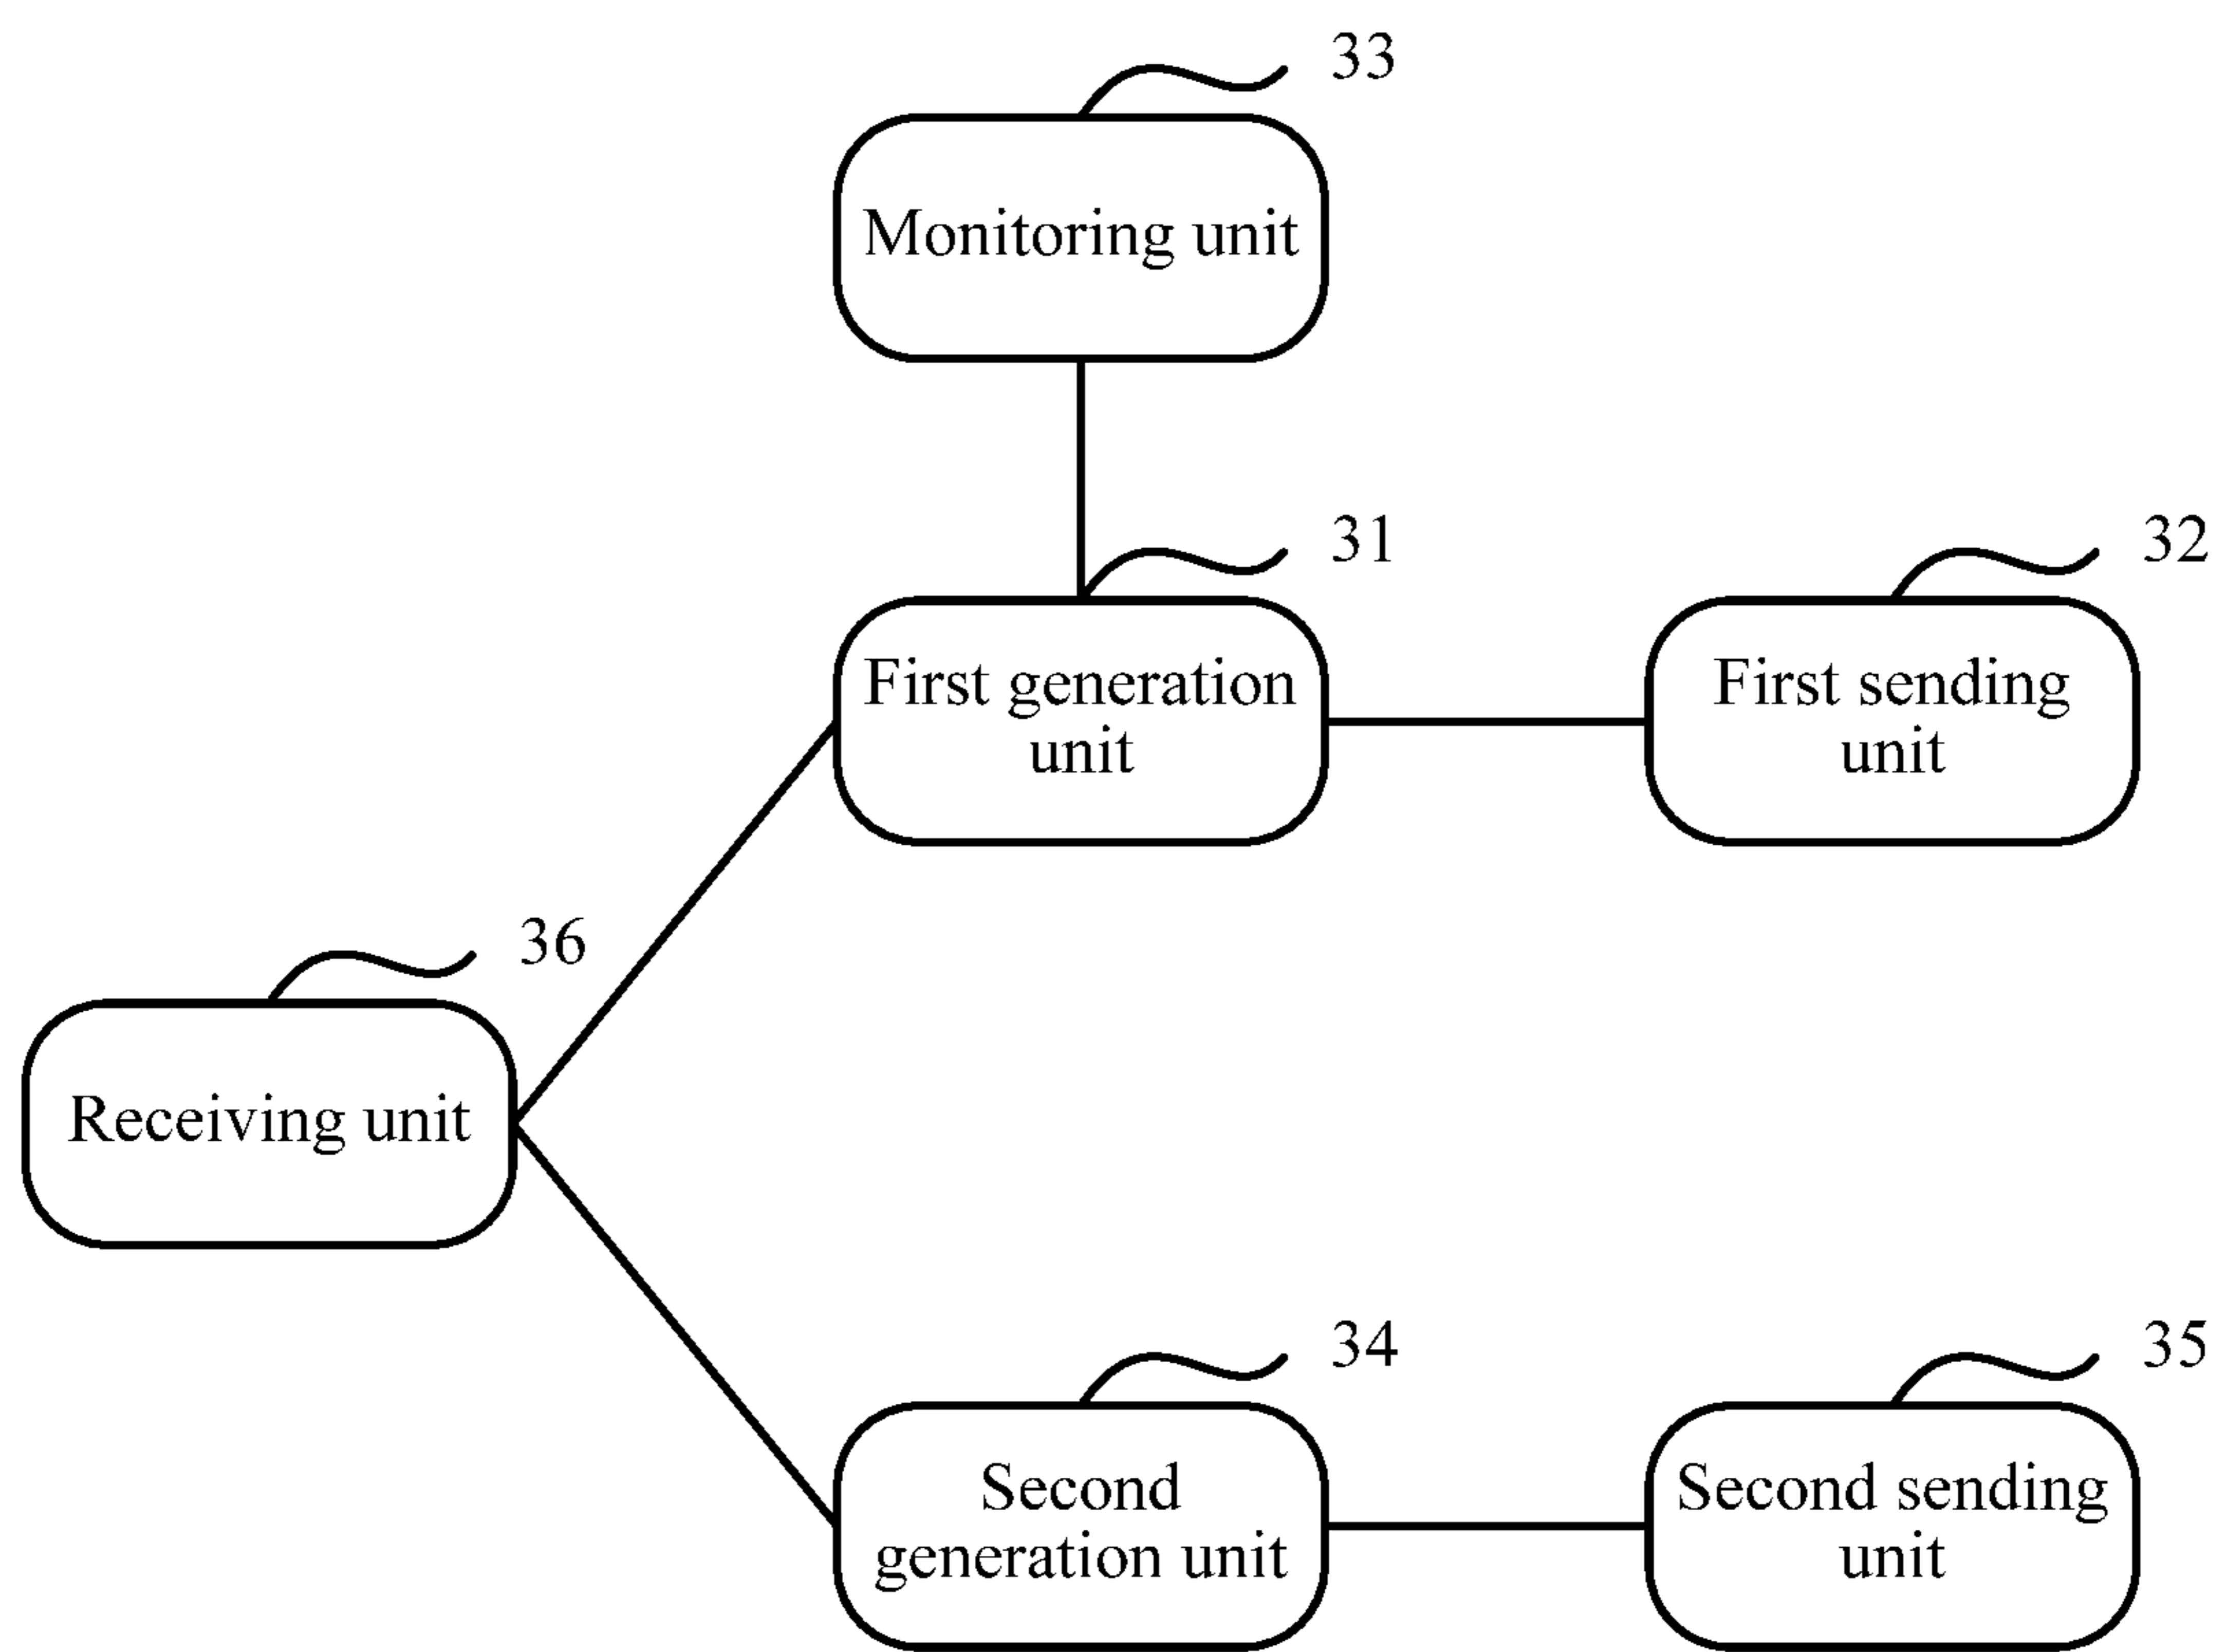 33
Monitoring unit
31
32
First generation
unit
First sending
unit
36
Receiving unit
34
35
Second
generation unit
Second sending
unit